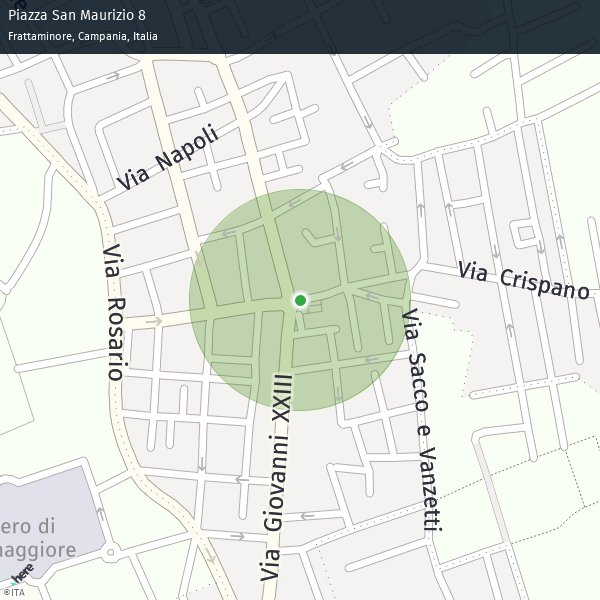 Piazza San Maurizio 8
Frattaminore, Campania, Italia
Via Napoli
Via Crispano
Via Rosario
Via Sacco e Vanzetti
Via Giovanni XXIII
ero di
naggiore
here
©ITA